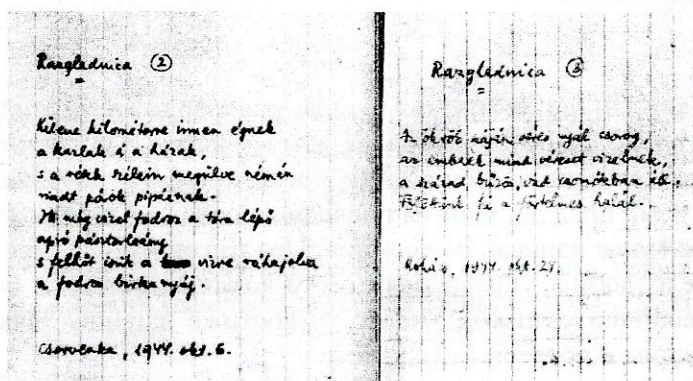 Razglednica (2)
Kilenc kilométerre innen égnek
a kazlak és a házak,
s a rétek szélein megülve némán
riadt pórok pipáznak.
Itt még vizet fodroz a tóra lépő
apró pásztorleány
s felhőt iszik a vízre ráhajolva
a fodros birkanyáj.
Cservenka, 1944. okt. 6.
Razglednica (3)
Az ökrök száján véres nyál csorog,
az emberek mind véreset vizelnek,
a század bűzös, vad csomókban áll.
Fölöttünk fú a förtelmes halál.
Mohács, 1944. okt. 24.